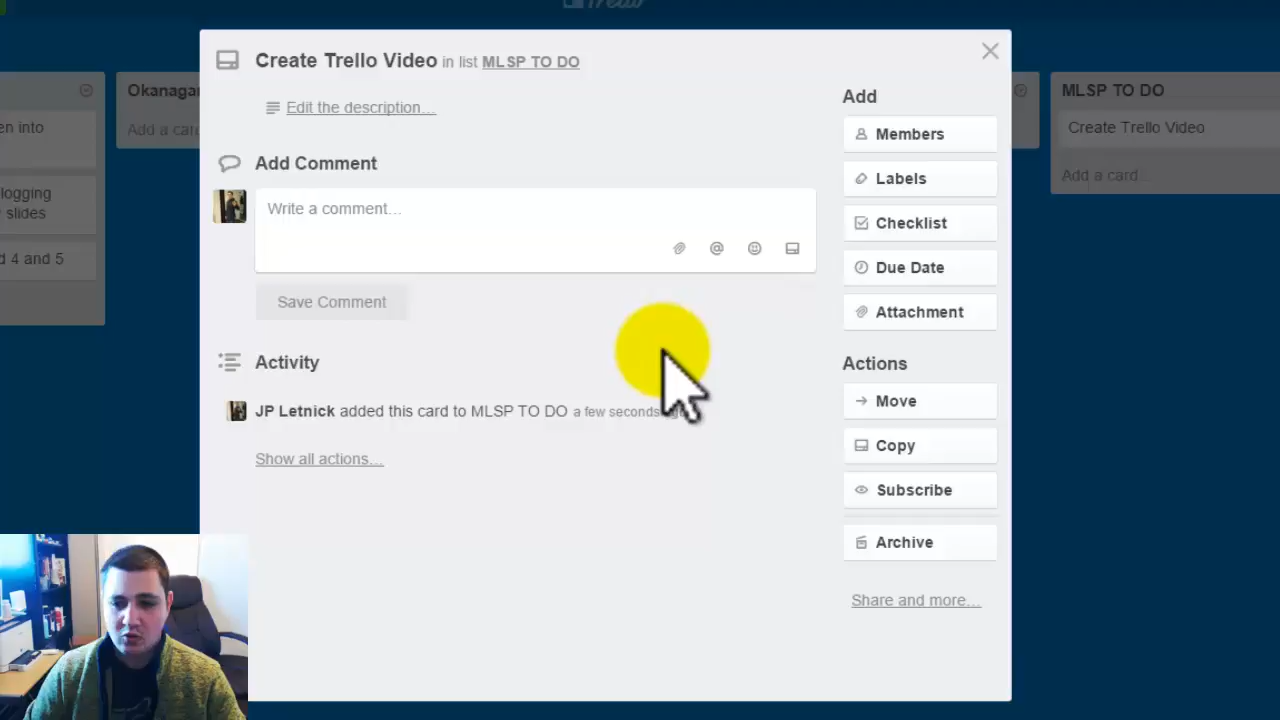 Trello
Create Trello Video in list MLSP TO DO
Edit the description…
Add Comment
Write a comment…
Save Comment
Activity
JP Letnick added this card to MLSP TO DO a few seconds ago
Show all actions…
Add
Members
Labels
Checklist
Due Date
Attachment
Actions
Move
Copy
Subscribe
Archive
Share and more…
en into
logging
slides
d 4 and 5
Okanagan
Add a card
MLSP TO DO
Create Trello Video
Add a card…